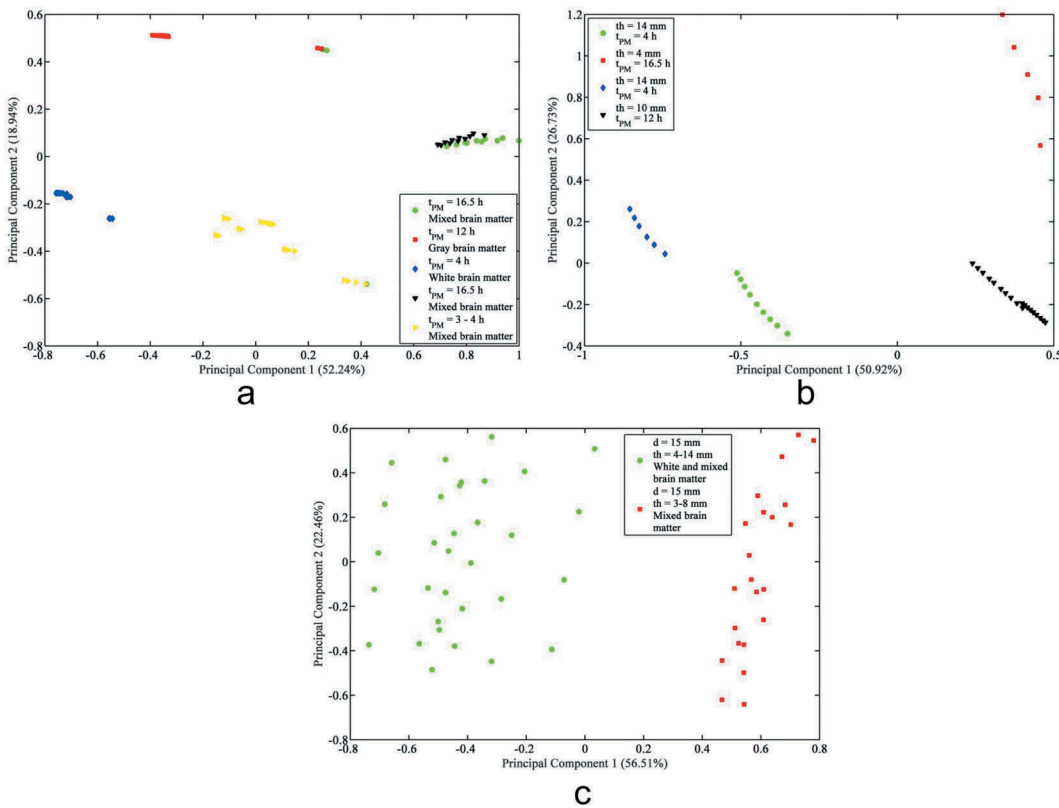 0.6
0.4
0.2
0
-0.2
-0.4
-0.6
-0.8
Principal Component 2 (18.94%)
t_PM = 16.5 h
Mixed brain matter
t_PM = 12 h
Gray brain matter
t_PM = 4 h
White brain matter
t_PM = 16.5 h
Mixed brain matter
t_PM = 3 - 4 h
Mixed brain matter
-0.8 -0.6 -0.4 -0.2 0 0.2 0.4 0.6 0.8 1
Principal Component 1 (52.24%)
a
1.2
1
0.8
0.6
0.4
0.2
0
-0.2
-0.4
Principal Component 2 (26.73%)
th = 14 mm
t_PM = 4 h
th = 4 mm
t_PM = 16.5 h
th = 14 mm
t_PM = 4 h
th = 10 mm
t_PM = 12 h
-1 -0.5 0 0.5
Principal Component 1 (50.92%)
b
0.6
0.4
0.2
0
-0.2
-0.4
-0.6
-0.8
Principal Component 2 (22.46%)
d = 15 mm
th = 4-14 mm
White and mixed
brain matter
d = 15 mm
th = 3-8 mm
Mixed brain
matter
-0.8 -0.6 -0.4 -0.2 0 0.2 0.4 0.6 0.8
Principal Component 1 (56.51%)
c